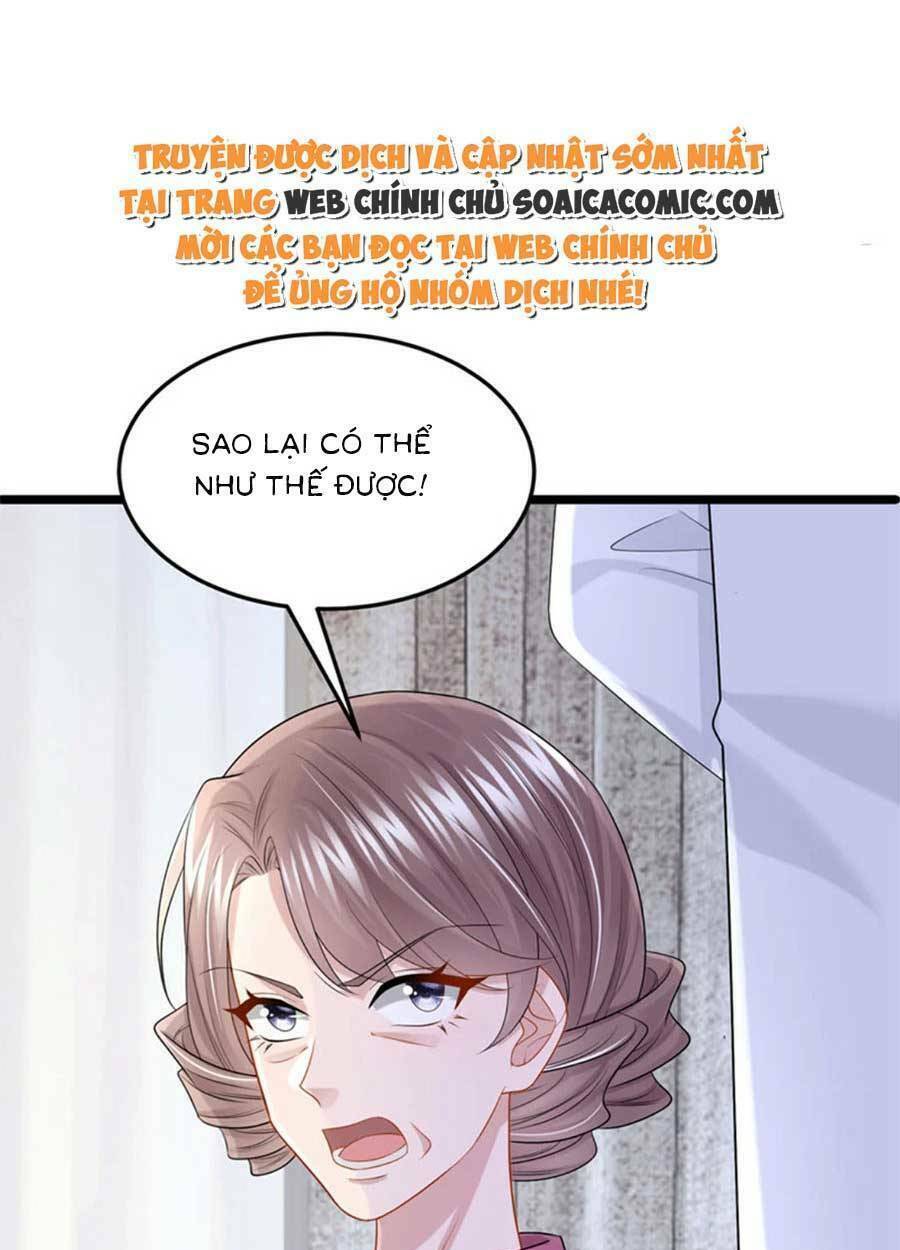 TRUYỆN ĐƯỢC DỊCH VÀ CẬP NHẬT SỚM NHẤT
TẠI TRANG WEB CHÍNH CHỦ SOAICACOMIC.COM
MỜI CÁC BẠN ĐỌC TẠI WEB CHÍNH CHỦ
ĐỂ ỦNG HỘ NHÓM DỊCH NHÉ!
SAO LẠI CÓ THỂ
NHƯ THẾ ĐƯỢC!